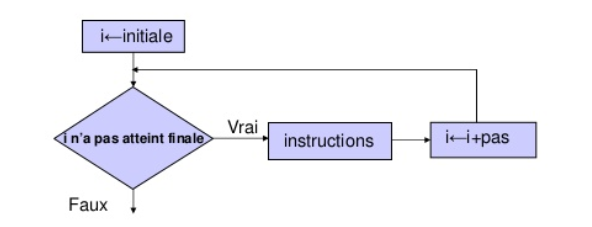 i←initiale
i n'a pas atteint finale
Vrai
instructions
i←i+pas
Faux